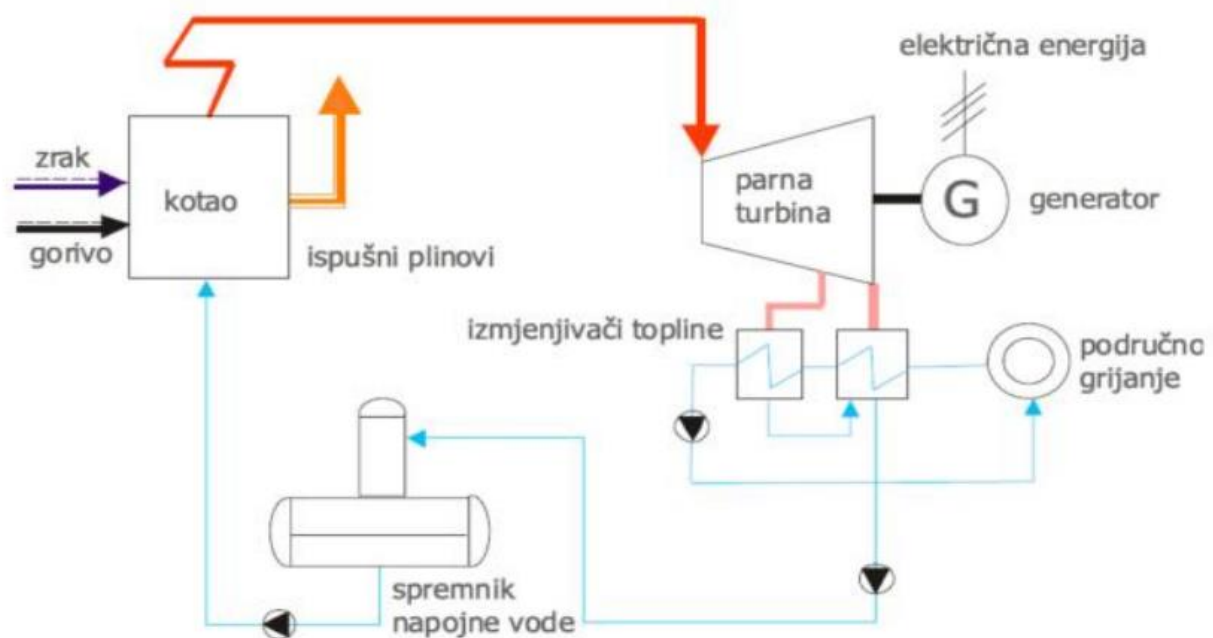 električna energija
zrak
kotao
parna
turbina
G
generator
gorivo
ispušni plinovi
izmjenjivači topline
područno
grijanje
spremnik
napojne vode